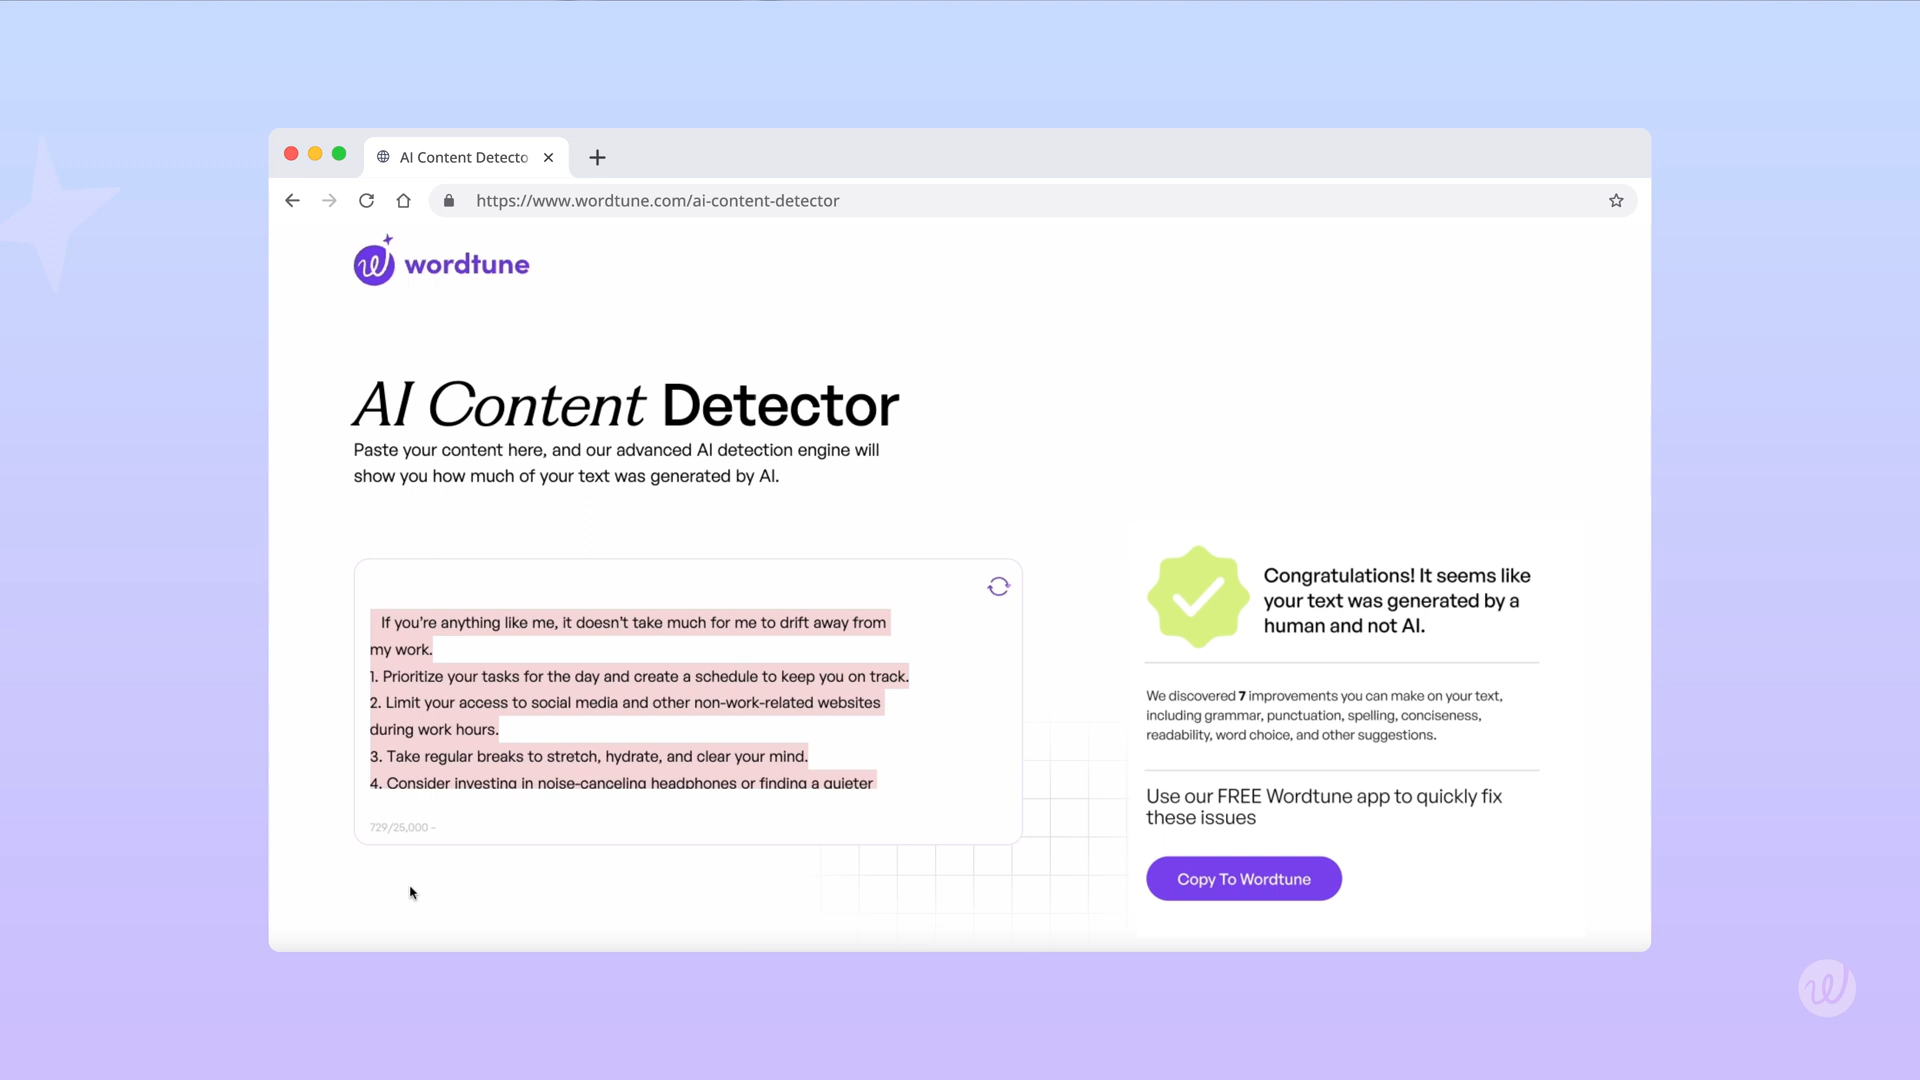 AI Content Detecto
https://www.wordtune.com/ai-content-detector
wordtune
AI Content Detector
Paste your content here, and our advanced AI detection engine will
show you how much of your text was generated by AI.
If you're anything like me, it doesn't take much for me to drift away from
my work.
1. Prioritize your tasks for the day and create a schedule to keep you on track.
2. Limit your access to social media and other non-work-related websites
during work hours.
3. Take regular breaks to stretch, hydrate, and clear your mind.
4. Consider investing in noise-canceling headphones or finding a quieter
729/25,000 -
Congratulations! It seems like
your text was generated by a
human and not AI.
We discovered 7 improvements you can make on your text,
including grammar, punctuation, spelling, conciseness,
readability, word choice, and other suggestions.
Use our FREE Wordtune app to quickly fix
these issues
Copy To Wordtune